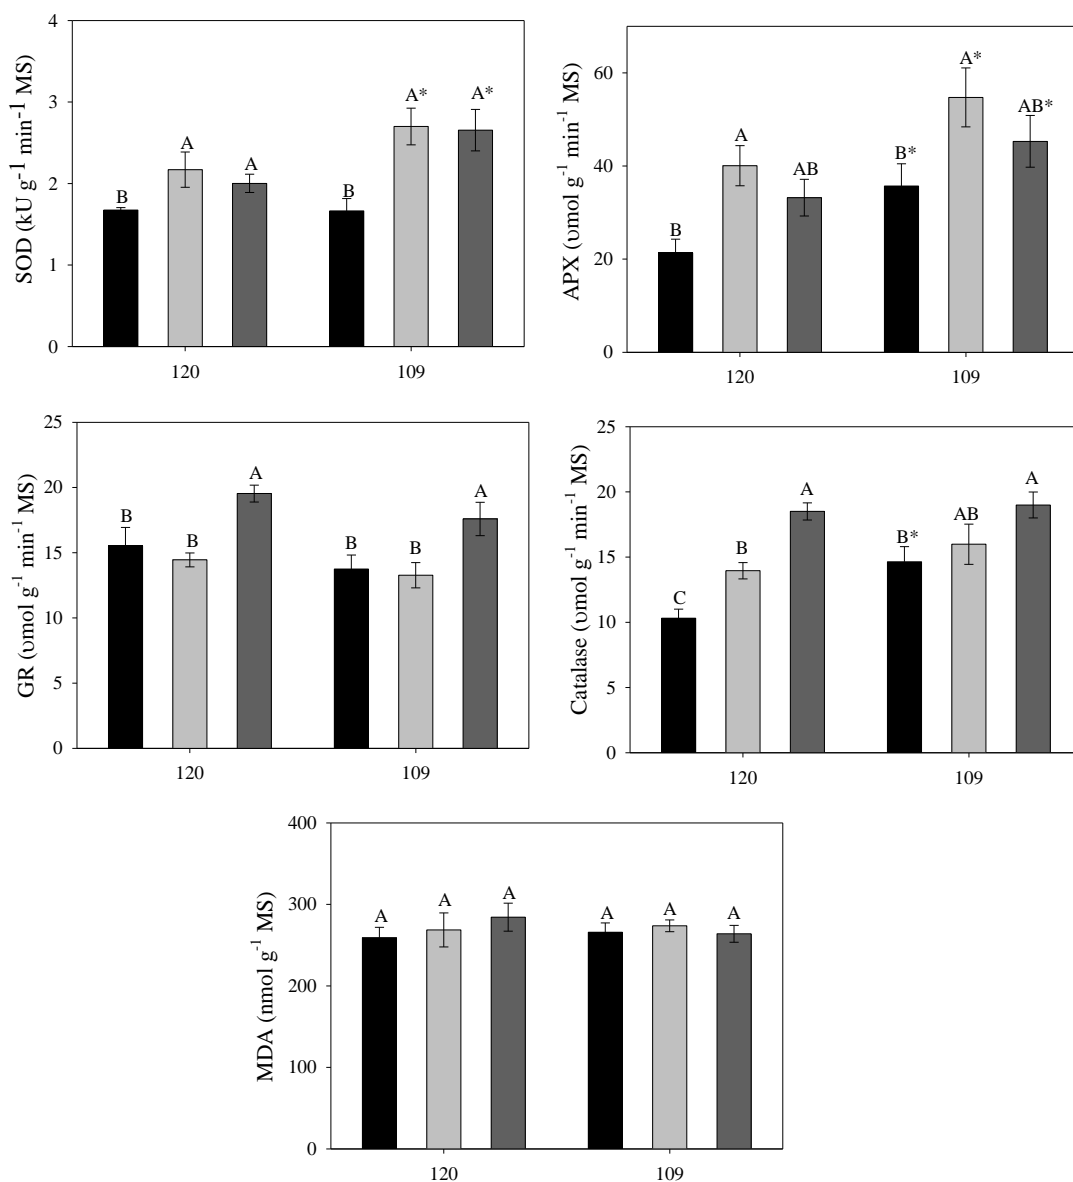 SOD (kU g-1 min-1 MS)
4
3
2
1
0
B
A
A
B
A*
A*
120
109
APX (υmol g-1 min-1 MS)
60
40
20
0
B
A
AB
B*
A*
AB*
120
109
GR (υmol g-1 min-1 MS)
25
20
15
10
5
0
B
B
A
B
B
A
120
109
Catalase (υmol g-1 min-1 MS)
25
20
15
10
5
0
C
B
A
B*
AB
A
120
109
MDA (nmol g-1 MS)
400
300
200
100
0
A
A
A
A
A
A
120
109